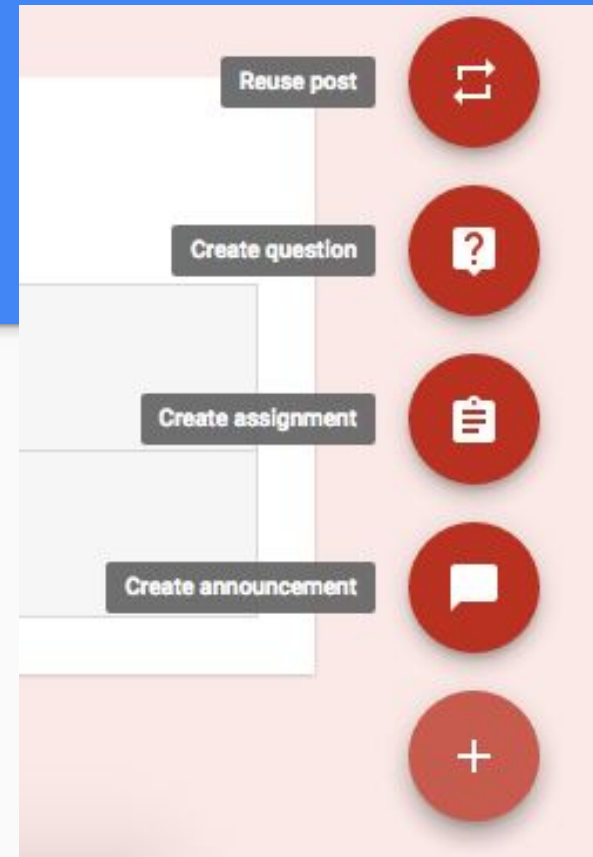 Reuse post
Create question
Create assignment
Create announcement